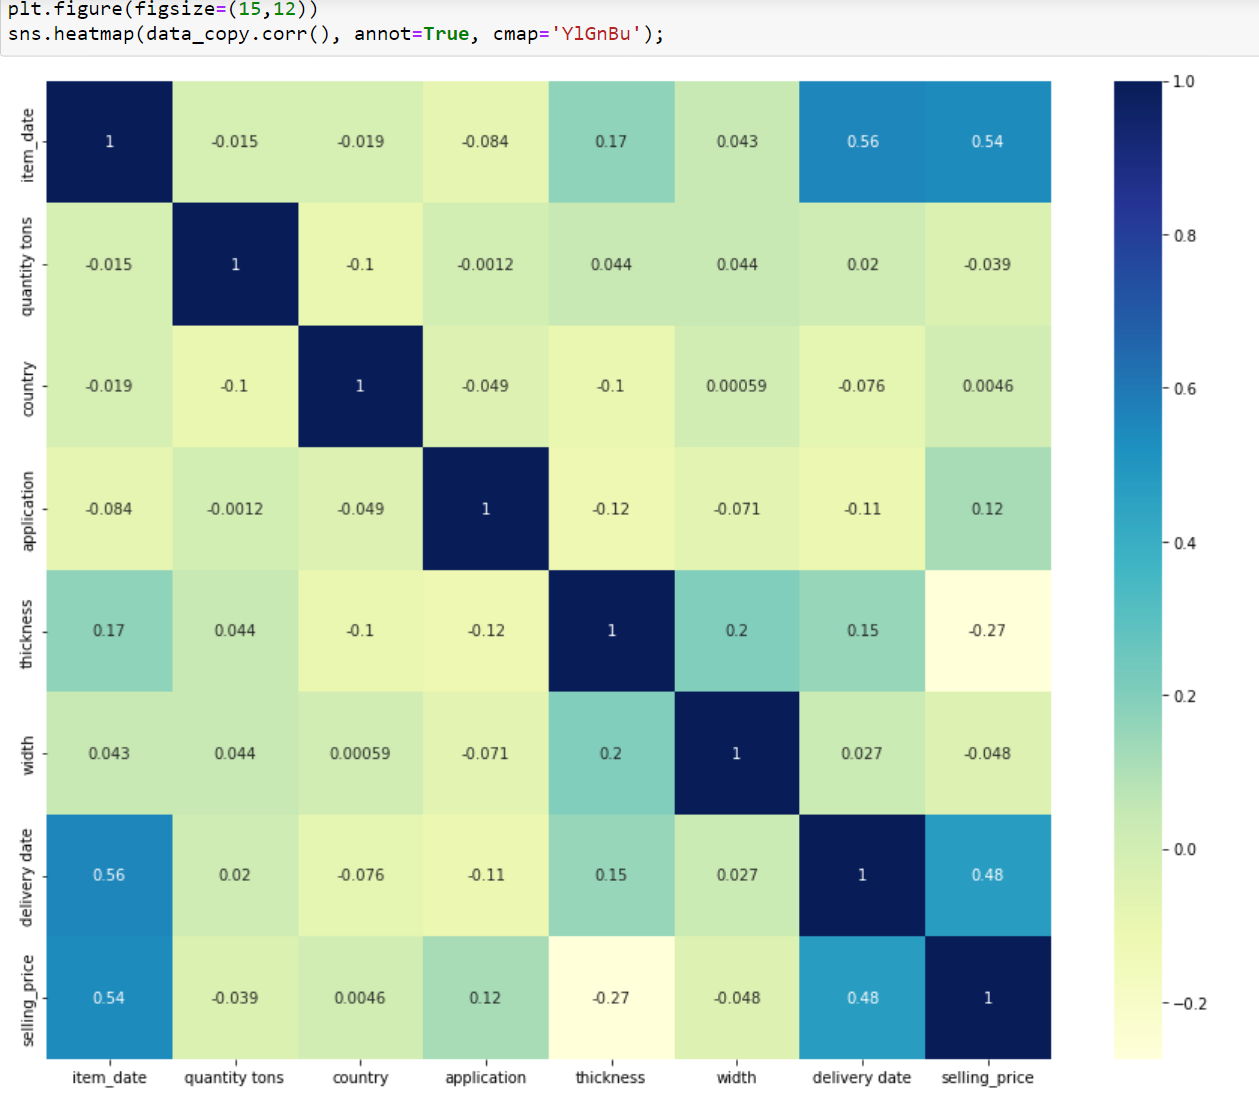 plt.figure(figsize=(15,12))
sns.heatmap(data_copy.corr(), annot=True, cmap='YlGnBu');
1.0
item_date
1 -0.015 -0.019 -0.084 0.17 0.043 0.56 0.54
0.8
quantity tons
-0.015 1 -0.1 -0.0012 0.044 0.044 0.02 -0.039
0.6
country
-0.019 -0.1 1 -0.049 -0.1 0.00059 -0.076 0.0046
application
-0.084 -0.0012 -0.049 1 -0.12 -0.071 -0.11 0.12
0.4
thickness
0.17 0.044 -0.1 -0.12 1 0.2 0.15 -0.27
0.2
width
0.043 0.044 0.00059 -0.071 0.2 1 0.027 -0.048
0.0
delivery date
0.56 0.02 -0.076 -0.11 0.15 0.027 1 0.48
selling_price
0.54 -0.039 0.0046 0.12 -0.27 -0.048 0.48 1
−0.2
item_date quantity tons country application thickness width delivery date selling_price